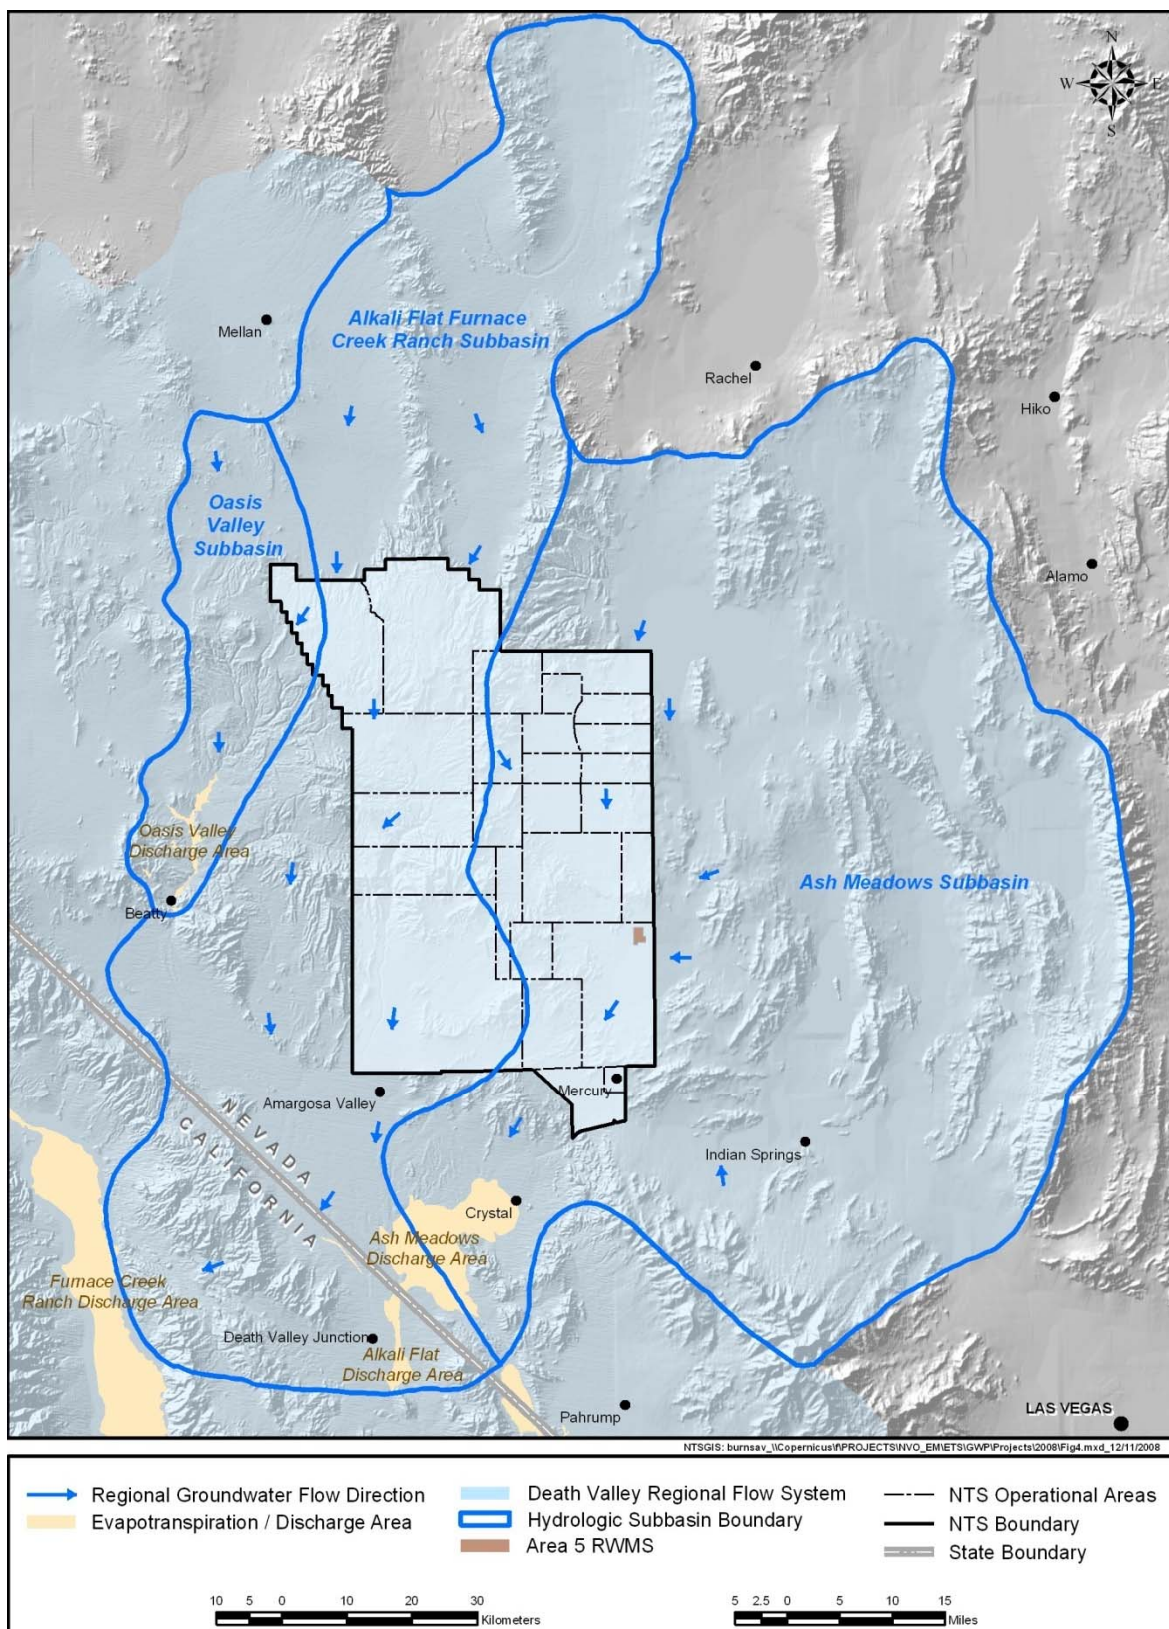 N
W
E
S
Mellan
Alkali Flat Furnace
Creek Ranch Subbasin
Rachel
Hiko
Oasis
Valley
Subbasin
Alamo
Oasis Valley
Discharge Area
Ash Meadows Subbasin
Beatty
Mercury
Amargosa Valley
NEVADA
CALIFORNIA
Indian Springs
Crystal
Ash Meadows
Discharge Area
Furnace Creek
Ranch Discharge Area
Death Valley Junction
Alkali Flat
Discharge Area
Pahrump
LAS VEGAS
NTSGIS: burnsav_\\Copernicus\f\PROJECTS\NVO_EM\ETS\GWP\Projects\2008\Fig4.mxd_12/11/2008
Regional Groundwater Flow Direction
Evapotranspiration / Discharge Area
Death Valley Regional Flow System
Hydrologic Subbasin Boundary
Area 5 RWMS
NTS Operational Areas
NTS Boundary
State Boundary
10 5 0 10 20 30
Kilometers
5 2.5 0 5 10 15
Miles